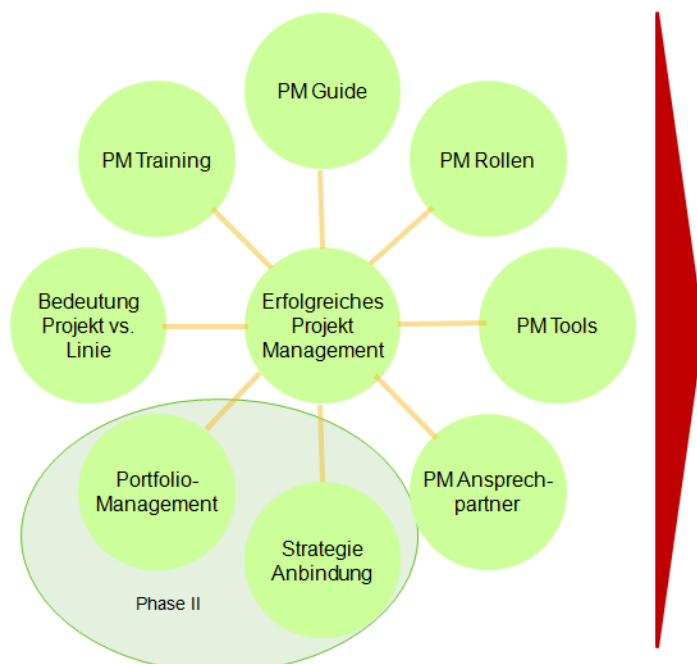 PM Guide
PM Training
PM Rollen
Bedeutung
Projekt vs.
Linie
Erfolgreiches
Projekt
Management
PM Tools
Portfolio-
Management
PM Ansprech-
partner
Strategie
Anbindung
Phase II